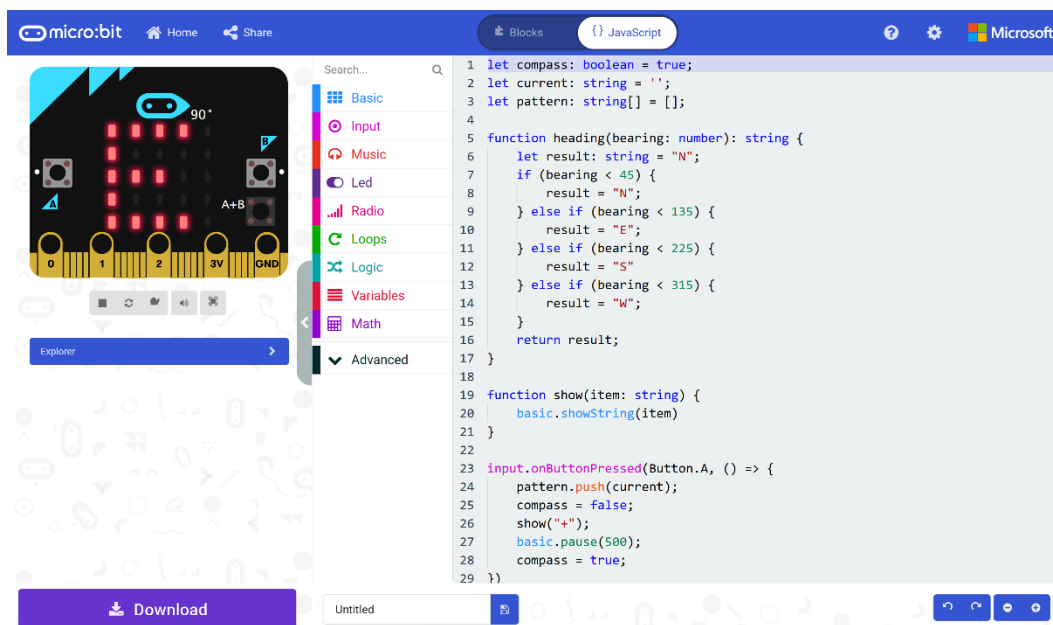 micro:bit
Home
Share
Blocks
{} JavaScript
Microsoft
90°
B
A
A+B
0
1
2
3V
GND
Explorer
Search...
Basic
Input
Music
Led
Radio
Loops
Logic
Variables
Math
Advanced
1 let compass: boolean = true;
2 let current: string = '';
3 let pattern: string[] = [];
4
5 function heading(bearing: number): string {
6     let result: string = "N";
7     if (bearing < 45) {
8         result = "N";
9     } else if (bearing < 135) {
10         result = "E";
11     } else if (bearing < 225) {
12         result = "S"
13     } else if (bearing < 315) {
14         result = "W";
15     }
16     return result;
17 }
18
19 function show(item: string) {
20     basic.showString(item)
21 }
22
23 input.onButtonPressed(Button.A, () => {
24     pattern.push(current);
25     compass = false;
26     show("+");
27     basic.pause(500);
28     compass = true;
29 })
Download
Untitled